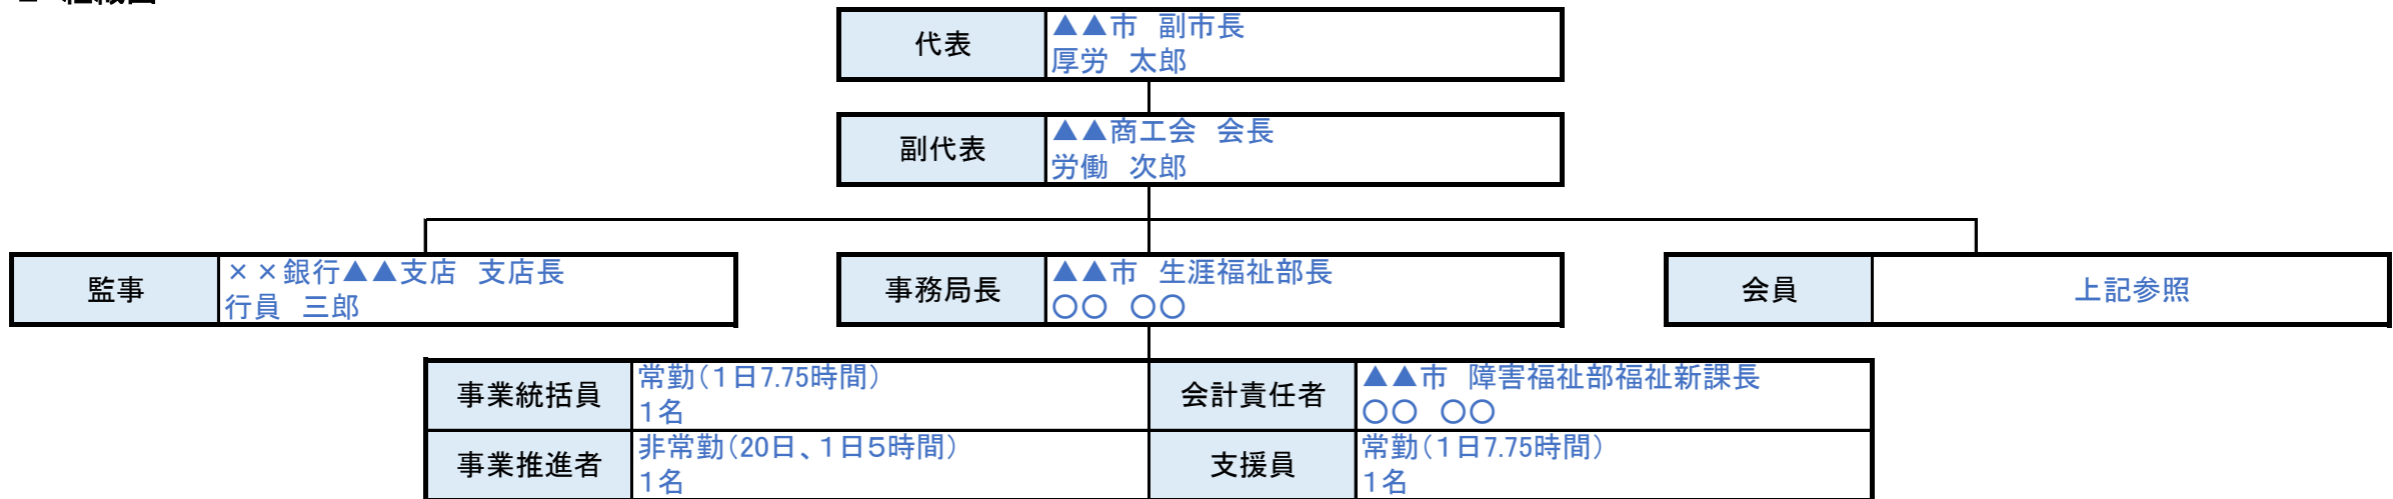 代表
▲▲市　副市長
厚労　太郎
副代表
▲▲商工会　会長
労働　次郎
監事
××銀行▲▲支店　支店長
行員　三郎
事務局長
▲▲市　生涯福祉部長
〇〇　〇〇
会員
上記参照
事業統括員
常勤（１日7.75時間）
１名
会計責任者
▲▲市　障害福祉部福祉新課長
〇〇　〇〇
事業推進者
非常勤（20日、１日５時間）
１名
支援員
常勤（１日7.75時間）
１名